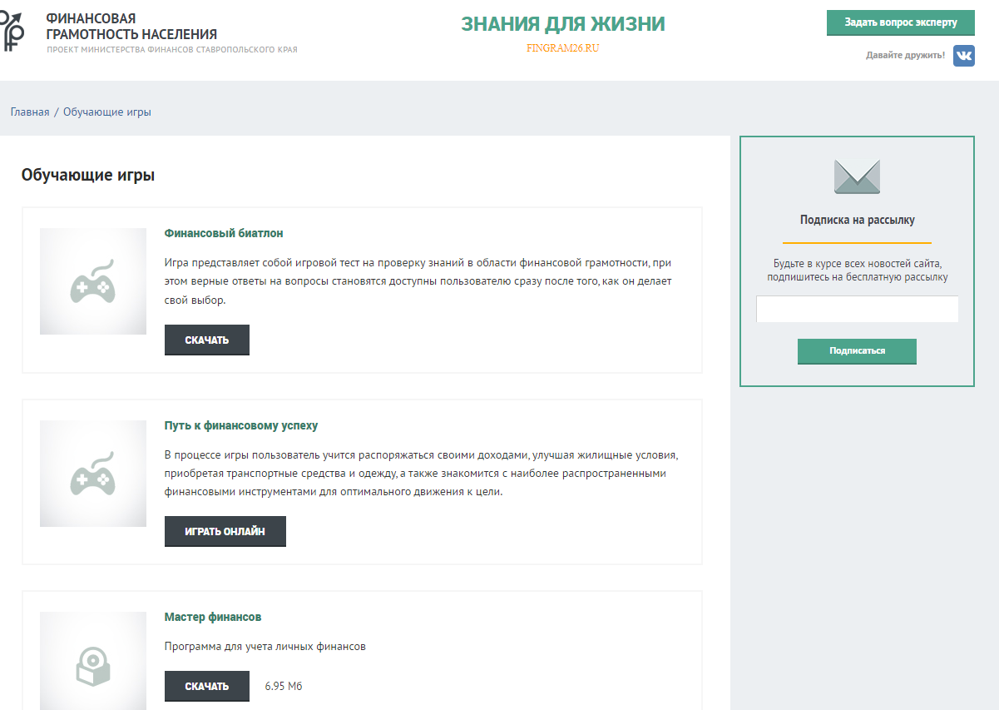 ФИНАНСОВАЯ
ГРАМОТНОСТЬ НАСЕЛЕНИЯ
ПРОЕКТ МИНИСТЕРСТВА ФИНАНСОВ СТАВРОПОЛЬСКОГО КРАЯ
ЗНАНИЯ ДЛЯ ЖИЗНИ
FINGRAM26.RU
Задать вопрос эксперту
Давайте дружить!
Главная / Обучающие игры
Обучающие игры
Финансовый биатлон
Игра представляет собой игровой тест на проверку знаний в области финансовой грамотности, при
этом верные ответы на вопросы становятся доступны пользователю сразу после того, как он делает
свой выбор.
СКАЧАТЬ
Путь к финансовому успеху
В процессе игры пользователь учится распоряжаться своими доходами, улучшая жилищные условия,
приобретая транспортные средства и одежду, а также знакомится с наиболее распространенными
финансовыми инструментами для оптимального движения к цели.
ИГРАТЬ ОНЛАЙН
Мастер финансов
Программа для учета личных финансов
СКАЧАТЬ 6.95 Мб
Подписка на рассылку
Будьте в курсе всех новостей сайта,
подпишитесь на бесплатную рассылку
Подписаться